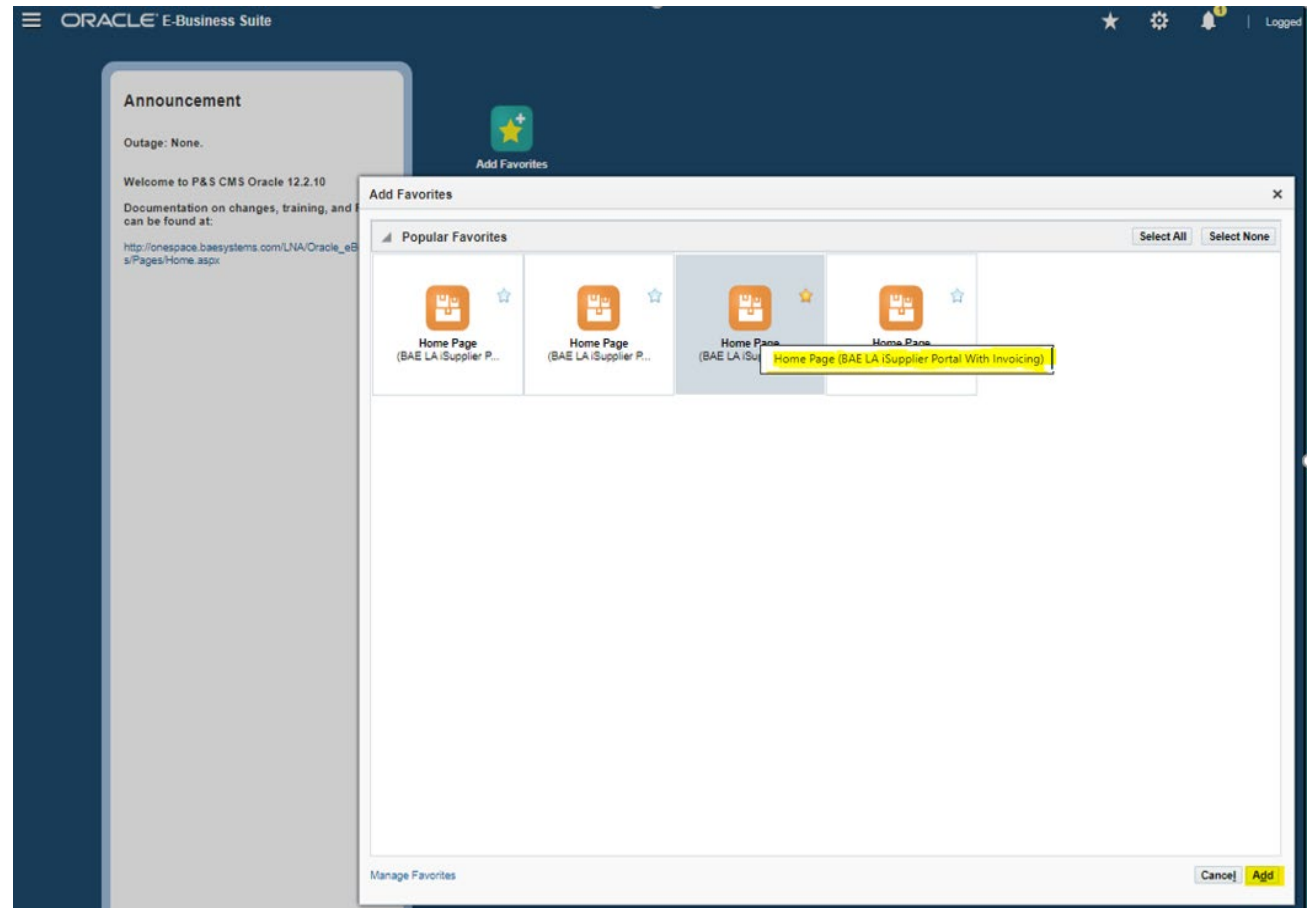 ORACLE E-Business Suite
1
| Logged
Announcement
Outage: None.
Welcome to P&S CMS Oracle 12.2.10
Documentation on changes, training, and
can be found at:
http://onespace.baesystems.com/LNA/Oracle_eB
s/Pages/Home.aspx
Add Favorites
Add Favorites
×
Popular Favorites
Select All
Select None
Home Page
(BAE LA iSupplier P...
Home Page
(BAE LA iSupplier P...
Home Page
(BAE LA iSup
Home Page
Home Page (BAE LA iSupplier Portal With Invoicing)
Manage Favorites
Cancel
Add